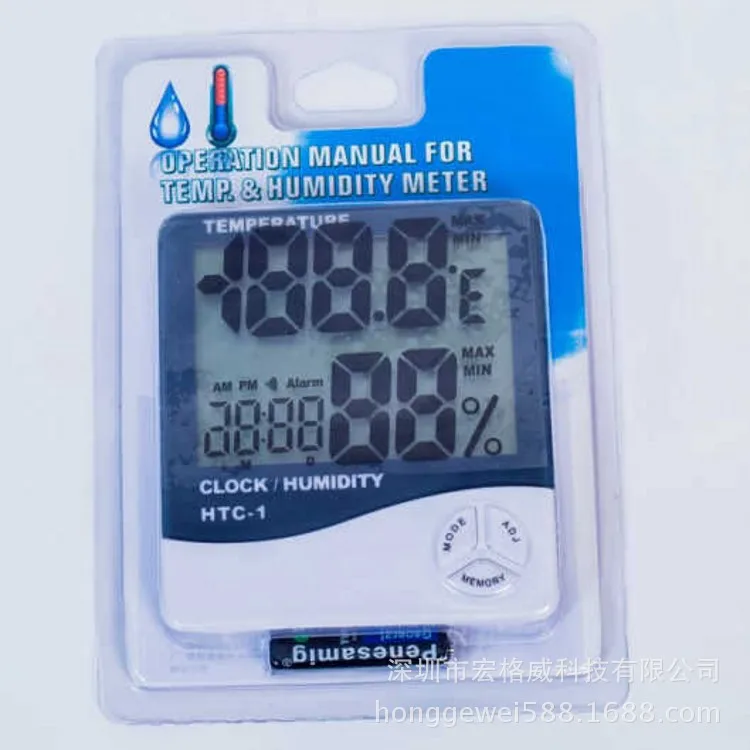 OPERATION MANUAL FOR
TEMP. & HUMIDITY METER
TEMPERATURE
MAX
MIN
-188.8°E
AM PM Alarm
MAX
MIN
28:88
88%
M D
CLOCK / HUMIDITY
HTC-1
MODE
ADJ
MEMORY
General
Penesamig®
深圳市宏格威科技有限公司
honggewei588.1688.com